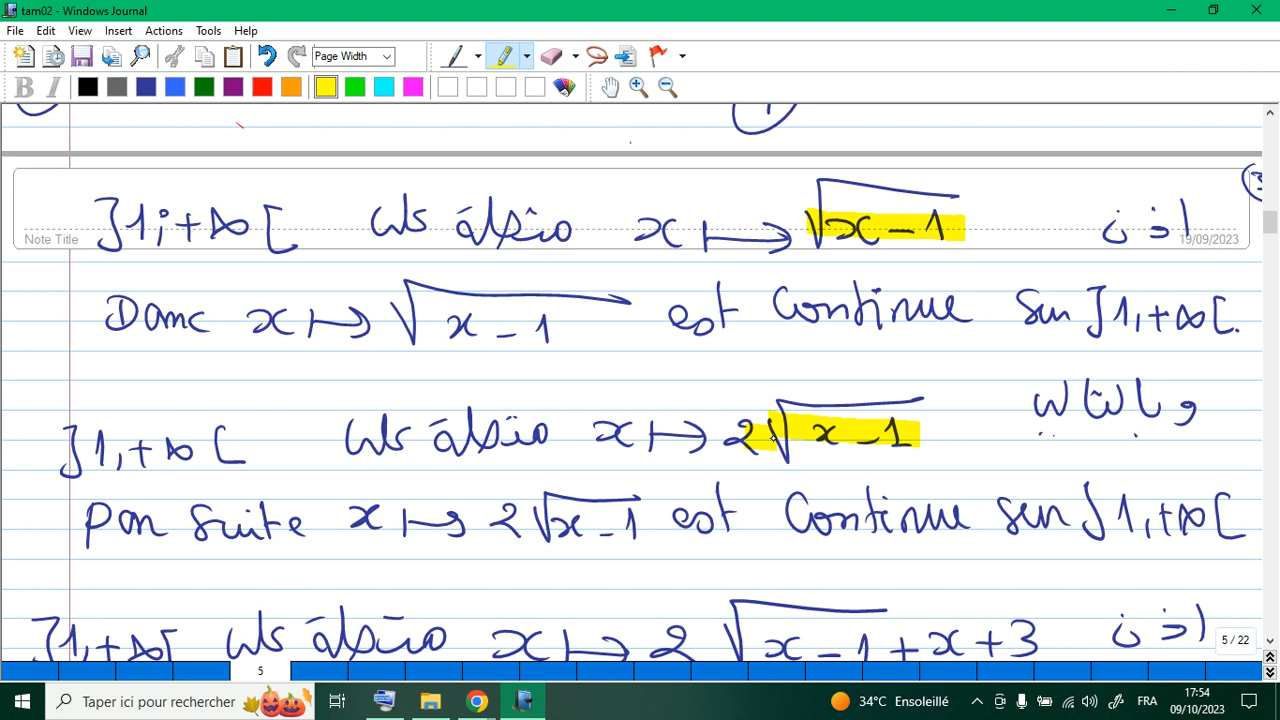 tam02 - Windows Journal
File Edit View Insert Actions Tools Help
Page Width
B I
1
3
إذن x ⟼ √(x-1) متصلة على ]1;+∞[
Note Title
19/09/2023
Donc x ⟼ √(x-1) est continue sur ]1,+∞[.
وبالتالي x ⟼ 2√(x-1) متصلة على ]1,+∞[
par suite x ⟼ 2√(x-1) est continue sur ]1,+∞[
إذن x ⟼ 2√(x-1)+x+3 متصلة على ]1,+∞[
5 / 22
5
Taper ici pour rechercher
34°C Ensoleillé
FRA
17:54
09/10/2023